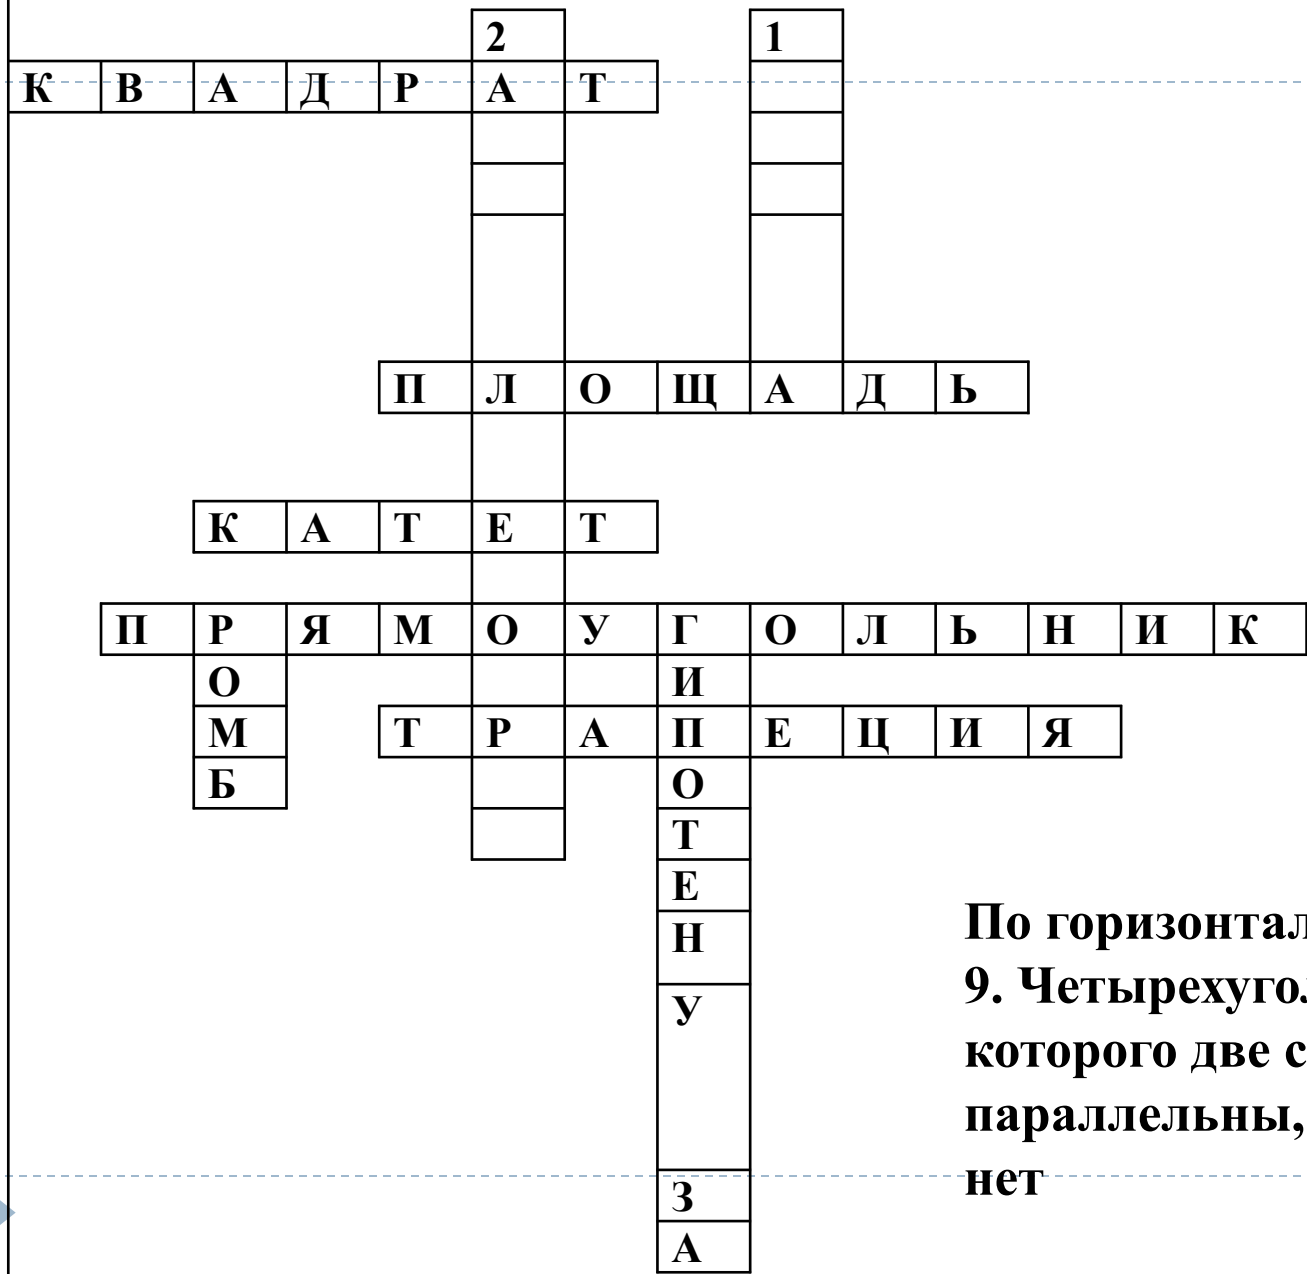 2 1
К В А Д Р А Т
П Л О Щ А Д Ь
К А Т Е Т
П Р Я М О У Г О Л Ь Н И К
О И
М Т Р А П Е Ц И Я
Б О
Т
Е
Н
У
З
А
По горизонтал
9. Четырехугол
которого две с
параллельны,
нет